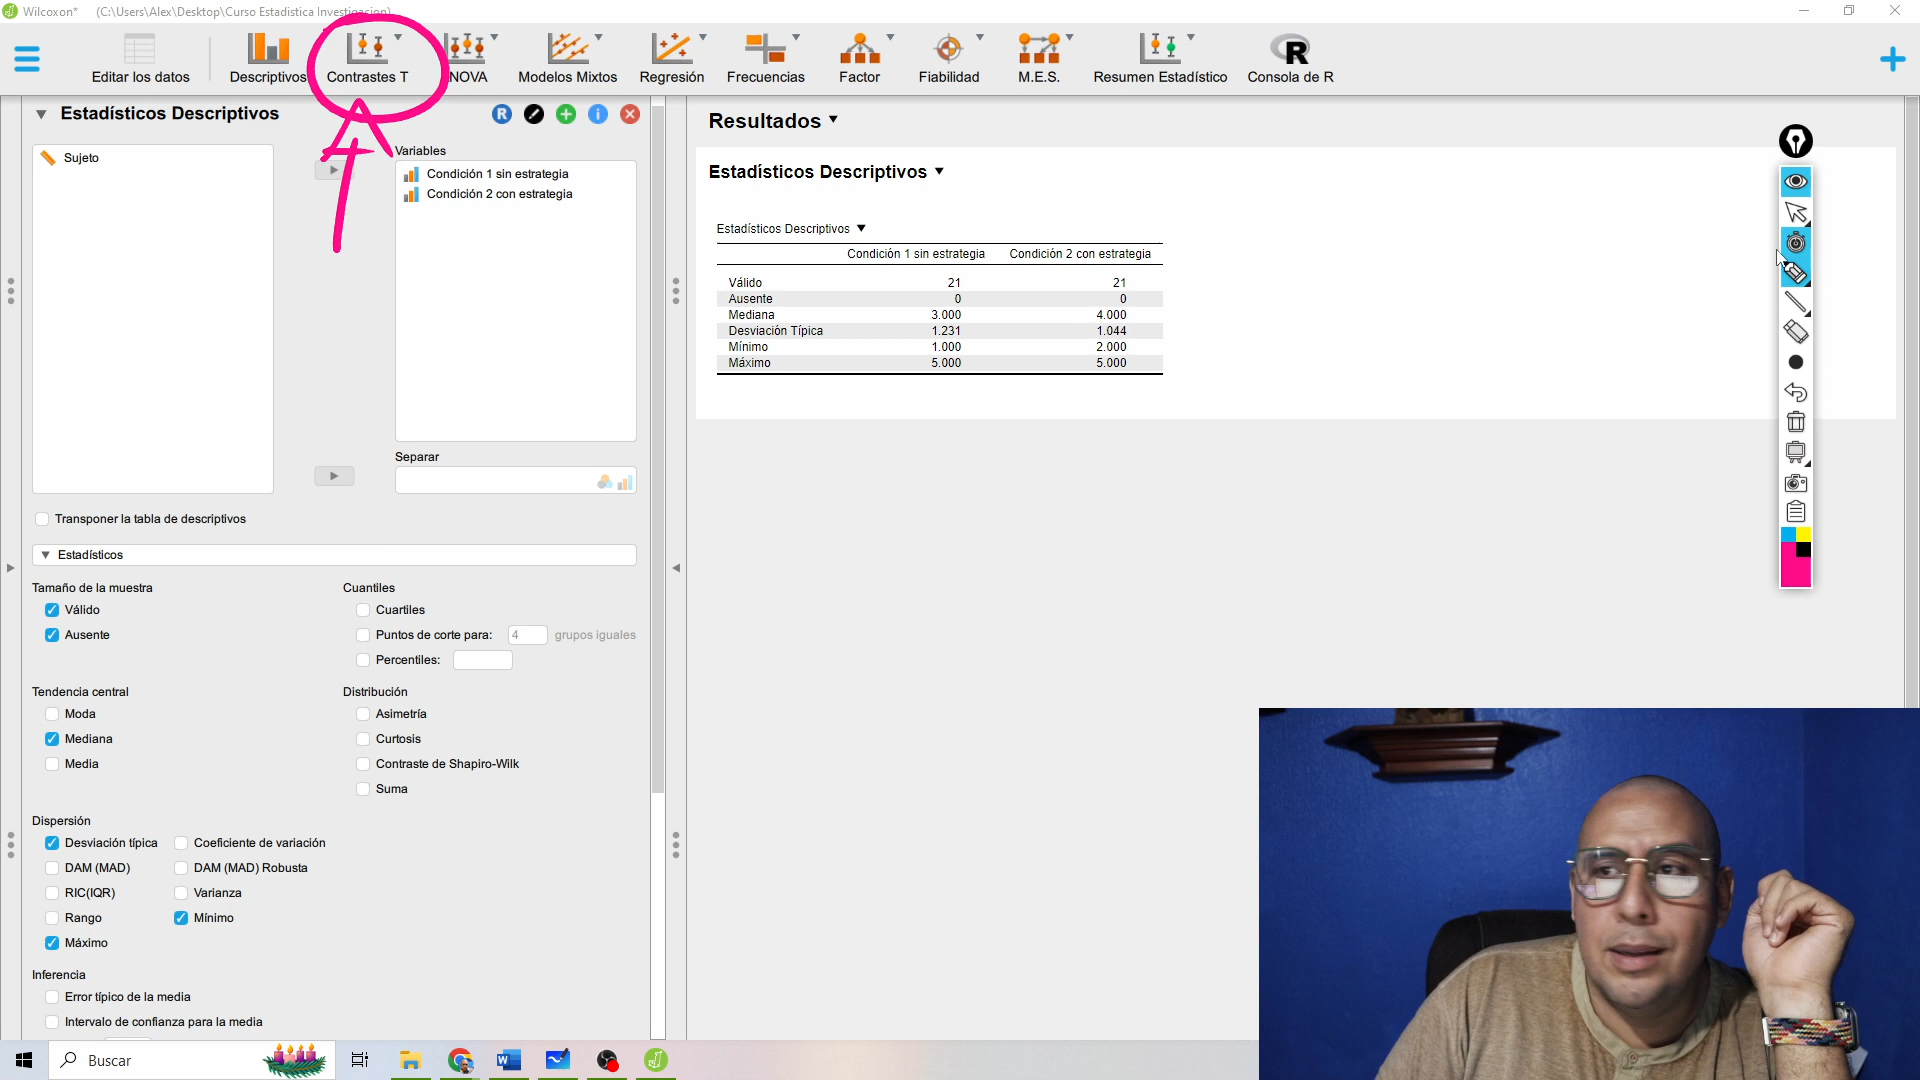 Wilcoxon* (C:\Users\Alex\Desktop\Curso Estadistica Investigacion)
Editar los datos
Descriptivos
Contrastes T
NOVA
Modelos Mixtos
Regresión
Frecuencias
Factor
Fiabilidad
M.E.S.
Resumen Estadístico
Consola de R
Estadísticos Descriptivos
R
Sujeto
Variables
Condición 1 sin estrategia
Condición 2 con estrategia
Separar
Transponer la tabla de descriptivos
Estadísticos
Tamaño de la muestra
Válido
Ausente
Cuantiles
Cuartiles
Puntos de corte para: 4 grupos iguales
Percentiles:
Tendencia central
Moda
Mediana
Media
Distribución
Asimetría
Curtosis
Contraste de Shapiro-Wilk
Suma
Dispersión
Desviación típica Coeficiente de variación
DAM (MAD) DAM (MAD) Robusta
RIC(IQR) Varianza
Rango Mínimo
Máximo
Inferencia
Error típico de la media
Intervalo de confianza para la media
Resultados
Estadísticos Descriptivos
Estadísticos Descriptivos
Condición 1 sin estrategia Condición 2 con estrategia
Válido 21 21
Ausente 0 0
Mediana 3.000 4.000
Desviación Típica 1.231 1.044
Mínimo 1.000 2.000
Máximo 5.000 5.000
Buscar